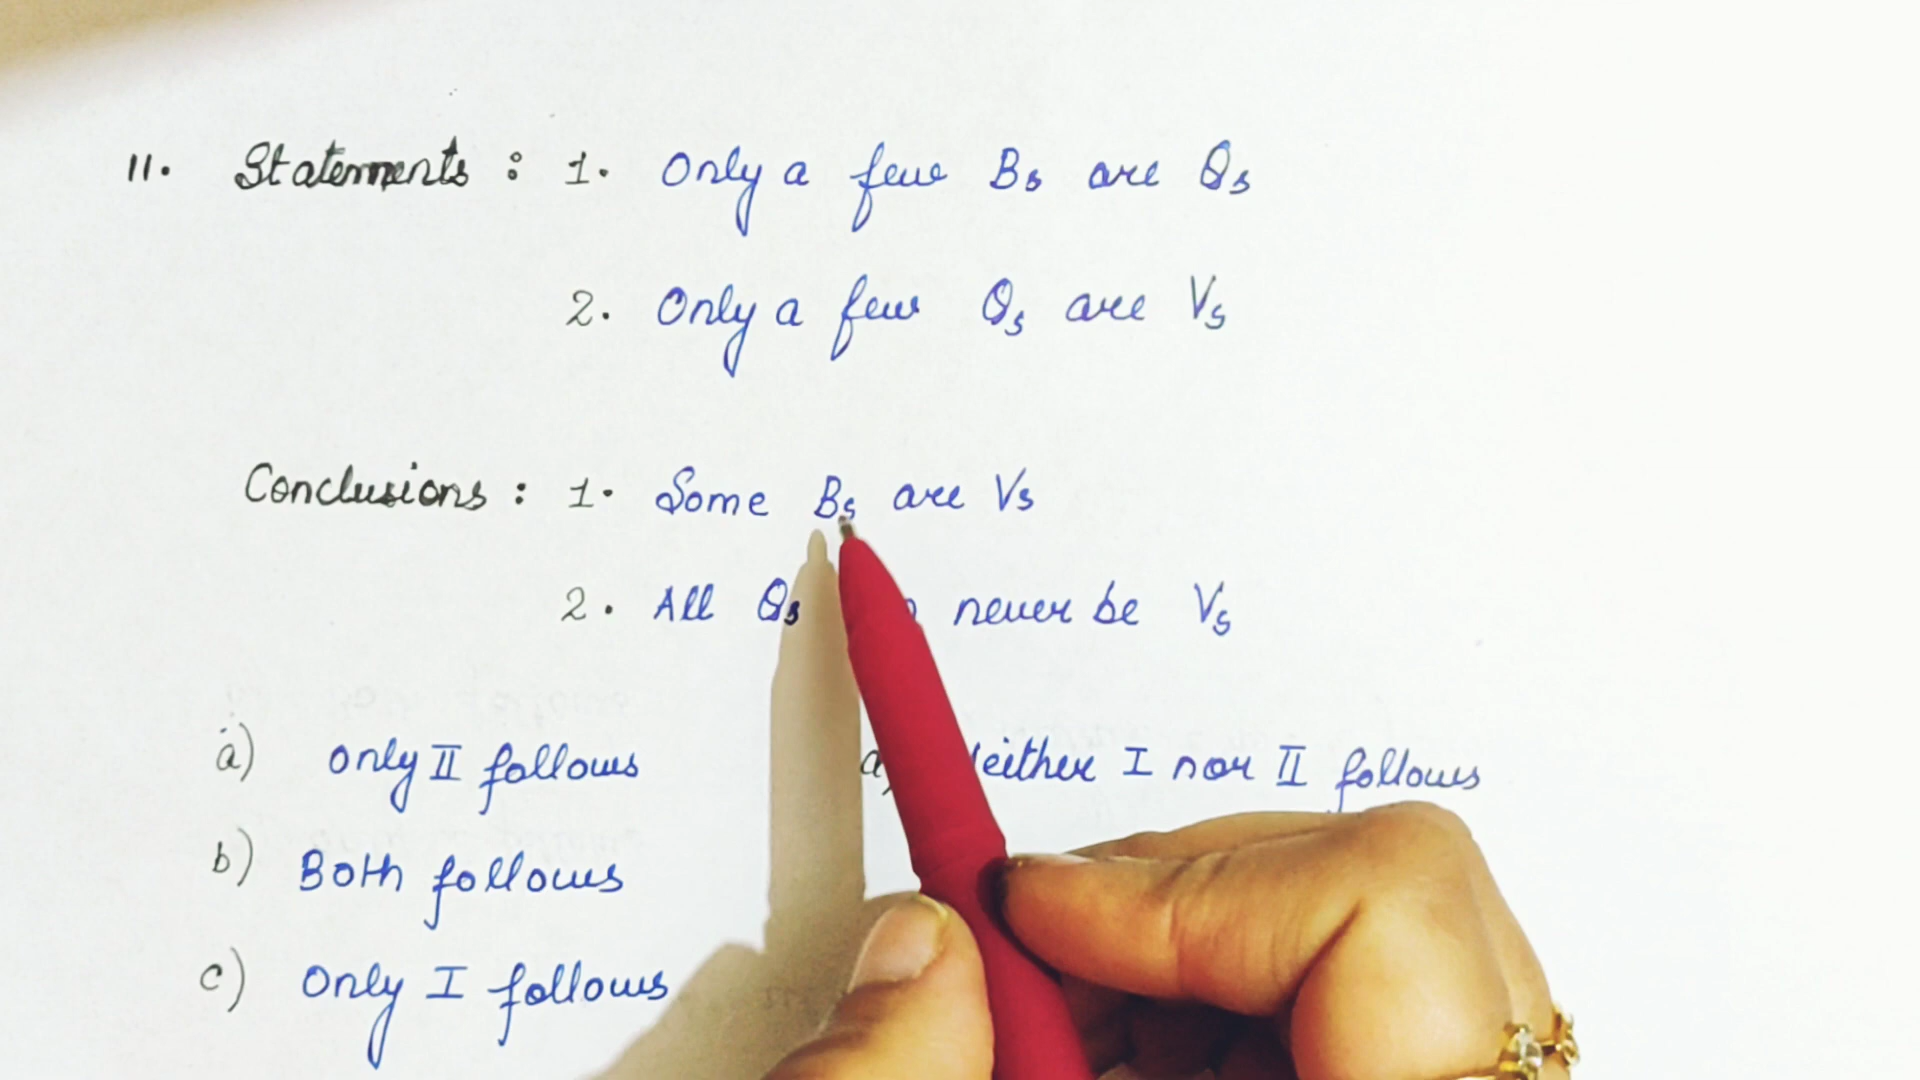 11. Statements : 1. Only a few Bs are Qs
2. Only a few Qs are Vs
Conclusions : 1. Some Bs are Vs
2. All Qs never be Vs
a) only II follows
Neither I nor II follows
b) Both follows
c) Only I follows